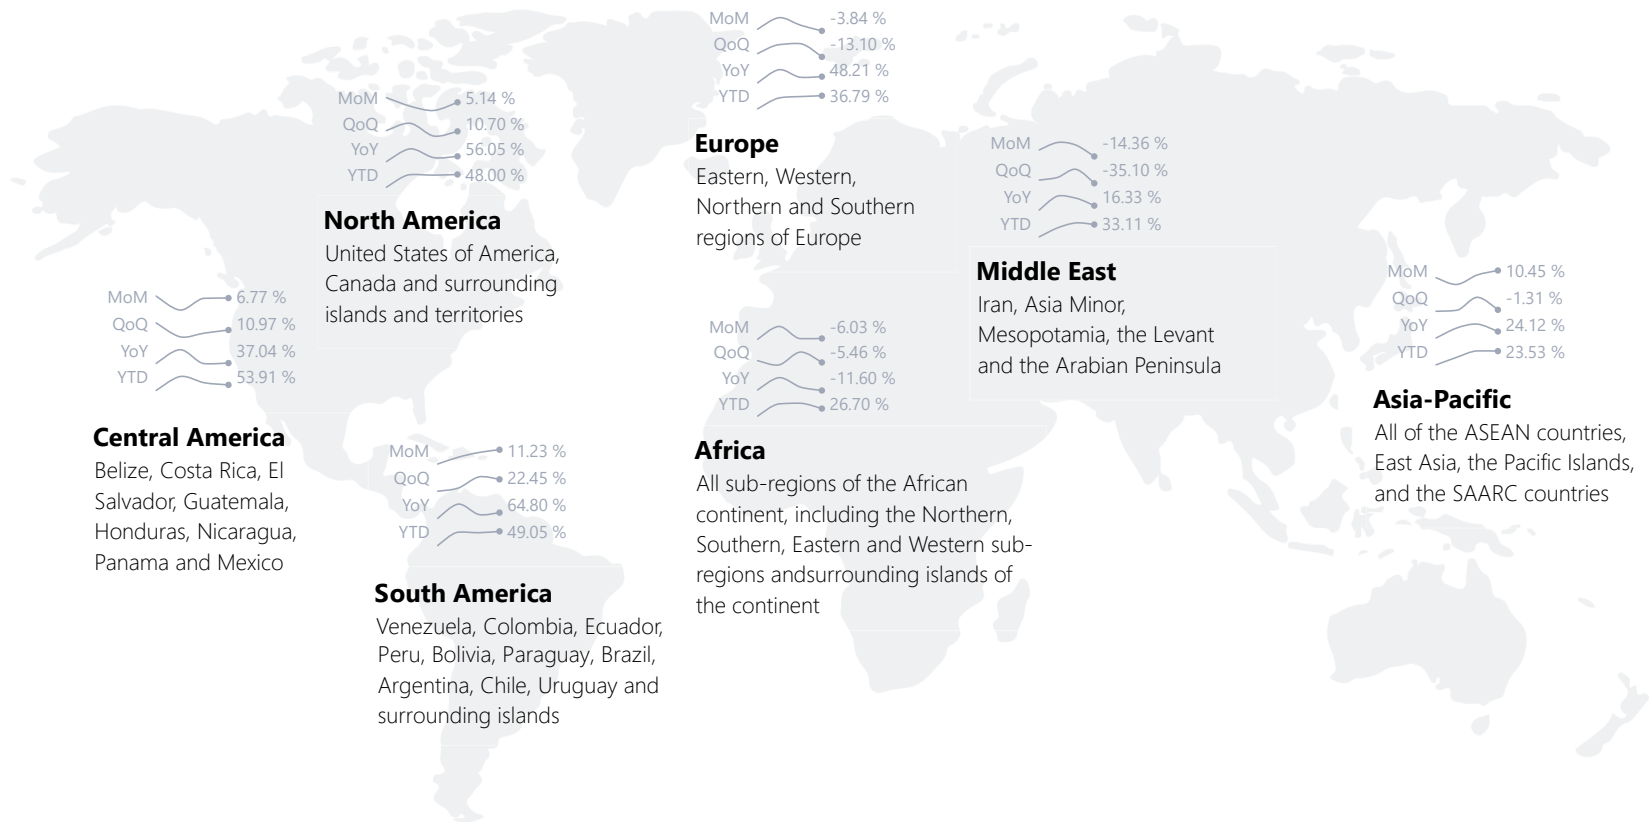 MoM -3.84 %
QoQ -13.10 %
YoY 48.21 %
YTD 36.79 %
Europe
Eastern, Western,
Northern and Southern
regions of Europe
MoM 5.14 %
QoQ 10.70 %
YoY 56.05 %
YTD 48.00 %
North America
United States of America,
Canada and surrounding
islands and territories
MoM -14.36 %
QoQ -35.10 %
YoY 16.33 %
YTD 33.11 %
Middle East
Iran, Asia Minor,
Mesopotamia, the Levant
and the Arabian Peninsula
MoM 6.77 %
QoQ 10.97 %
YoY 37.04 %
YTD 53.91 %
Central America
Belize, Costa Rica, El
Salvador, Guatemala,
Honduras, Nicaragua,
Panama and Mexico
MoM -6.03 %
QoQ -5.46 %
YoY -11.60 %
YTD 26.70 %
Africa
All sub-regions of the African
continent, including the Northern,
Southern, Eastern and Western sub-
regions andsurrounding islands of
the continent
MoM 10.45 %
QoQ -1.31 %
YoY 24.12 %
YTD 23.53 %
Asia-Pacific
All of the ASEAN countries,
East Asia, the Pacific Islands,
and the SAARC countries
MoM 11.23 %
QoQ 22.45 %
YoY 64.80 %
YTD 49.05 %
South America
Venezuela, Colombia, Ecuador,
Peru, Bolivia, Paraguay, Brazil,
Argentina, Chile, Uruguay and
surrounding islands